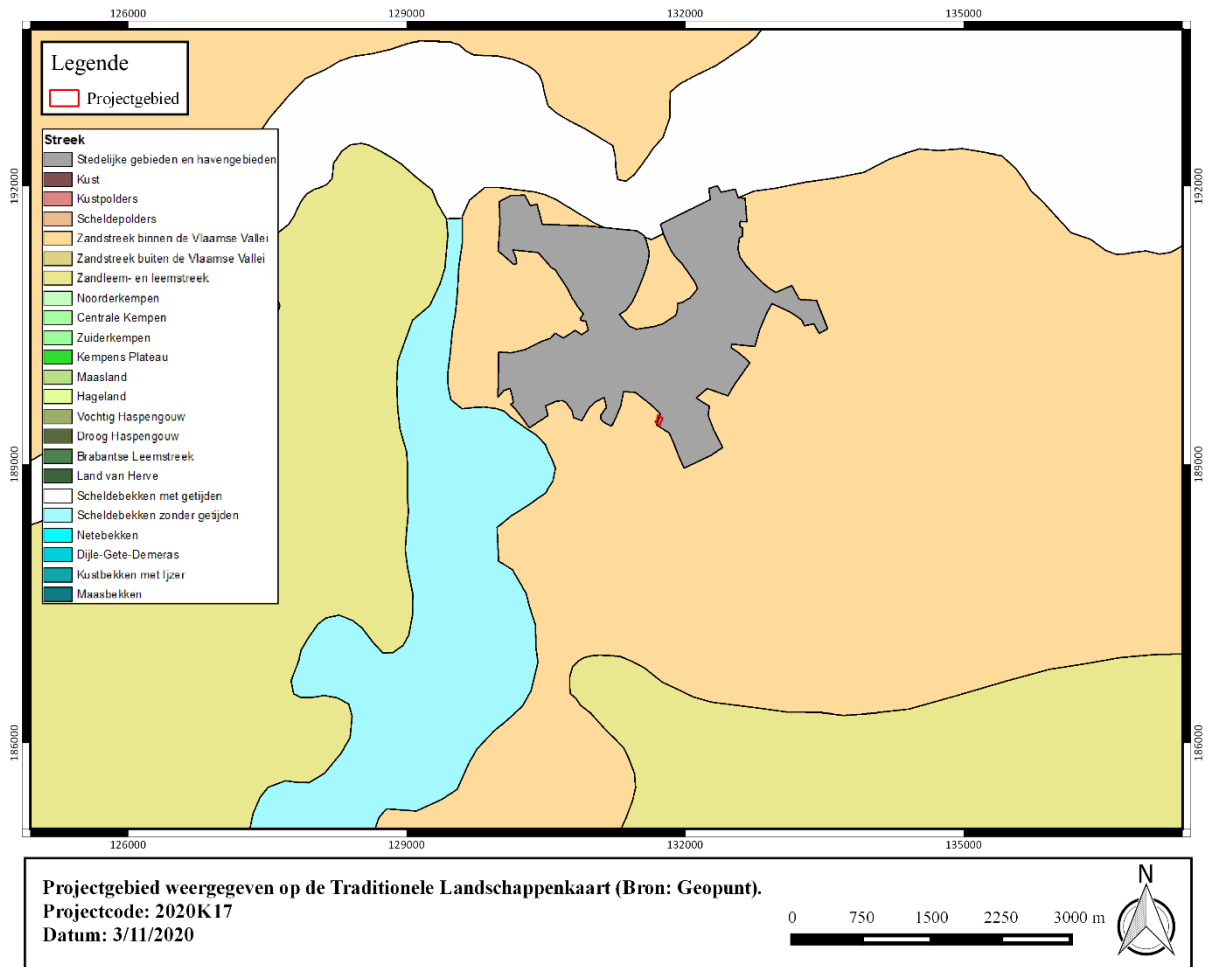 126000 129000 132000 135000
Legende
Projectgebied
Streek
Stedelijke gebieden en havengebieden
Kust
Kustpolders
Scheldepolders
Zandstreek binnen de Vlaamse Vallei
Zandstreek buiten de Vlaamse Vallei
Zandleem- en leemstreek
Noorderkempen
Centrale Kempen
Zuiderkempen
Kempens Plateau
Maasland
Hageland
Vochtig Haspengouw
Droog Haspengouw
Brabantse Leemstreek
Land van Herve
Scheldebekken met getijden
Scheldebekken zonder getijden
Netebekken
Dijle-Gete-Demeras
Kustbekken met Ijzer
Maasbekken
192000 192000
189000 189000
186000 186000
126000 129000 132000 135000
Projectgebied weergegeven op de Traditionele Landschappenkaart (Bron: Geopunt).
Projectcode: 2020K17
Datum: 3/11/2020
0 750 1500 2250 3000 m
N